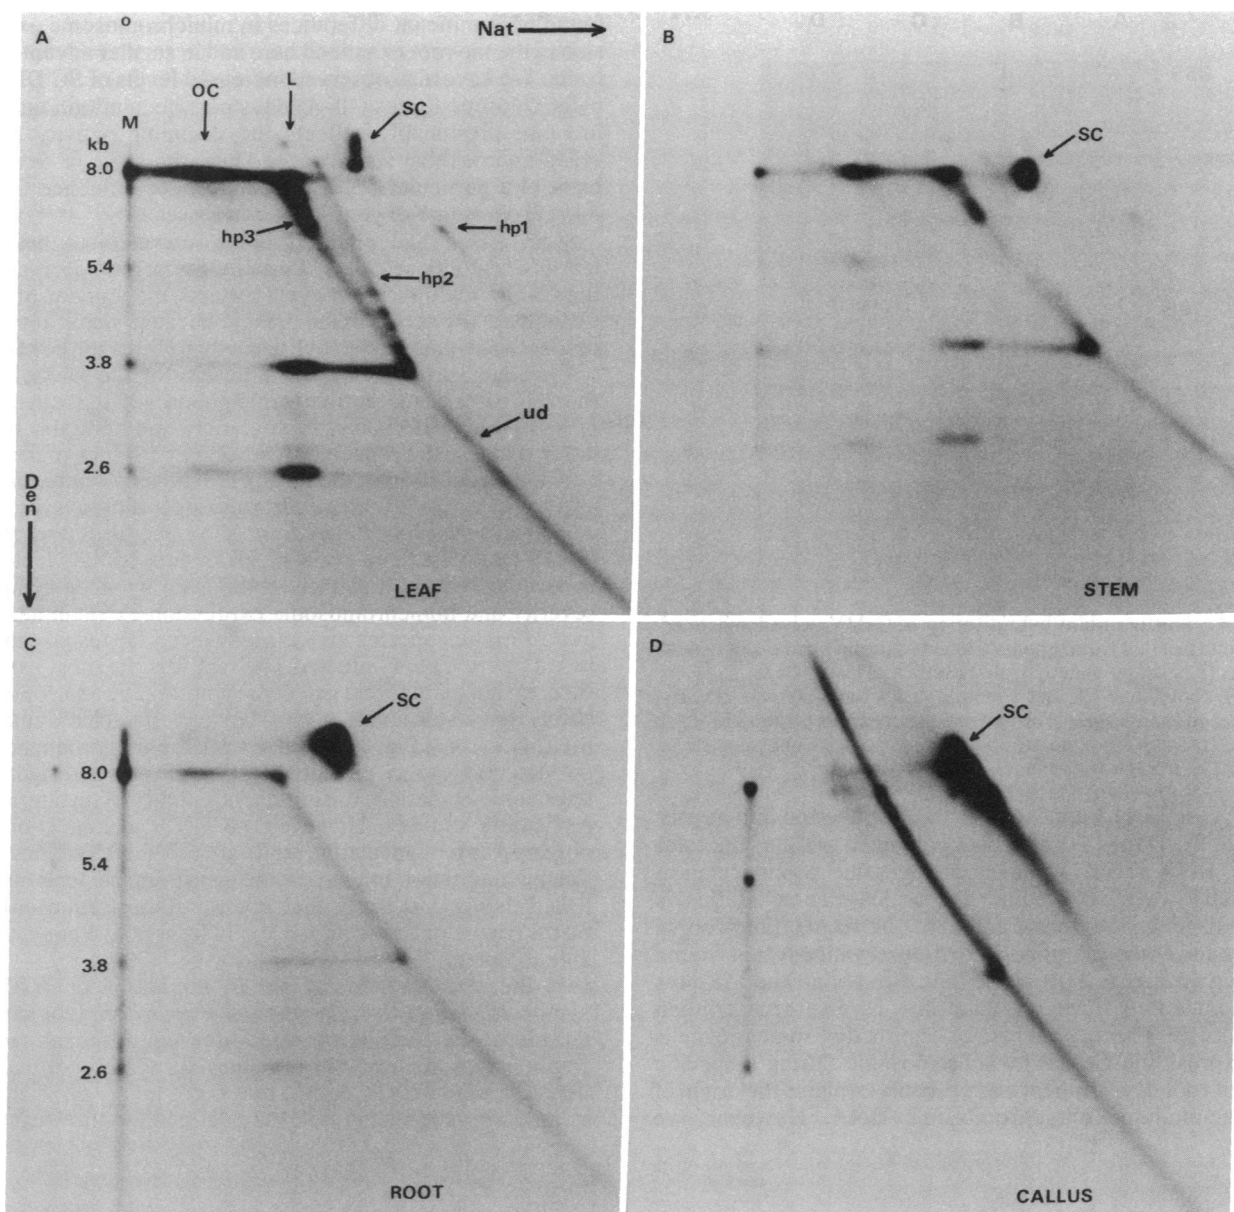 A
o
Nat
OC
L
SC
M
kb
8.0
hp3
hp1
5.4
hp2
3.8
ud
2.6
Den
LEAF
B
SC
STEM
C
SC
8.0
5.4
3.8
2.6
ROOT
D
SC
CALLUS